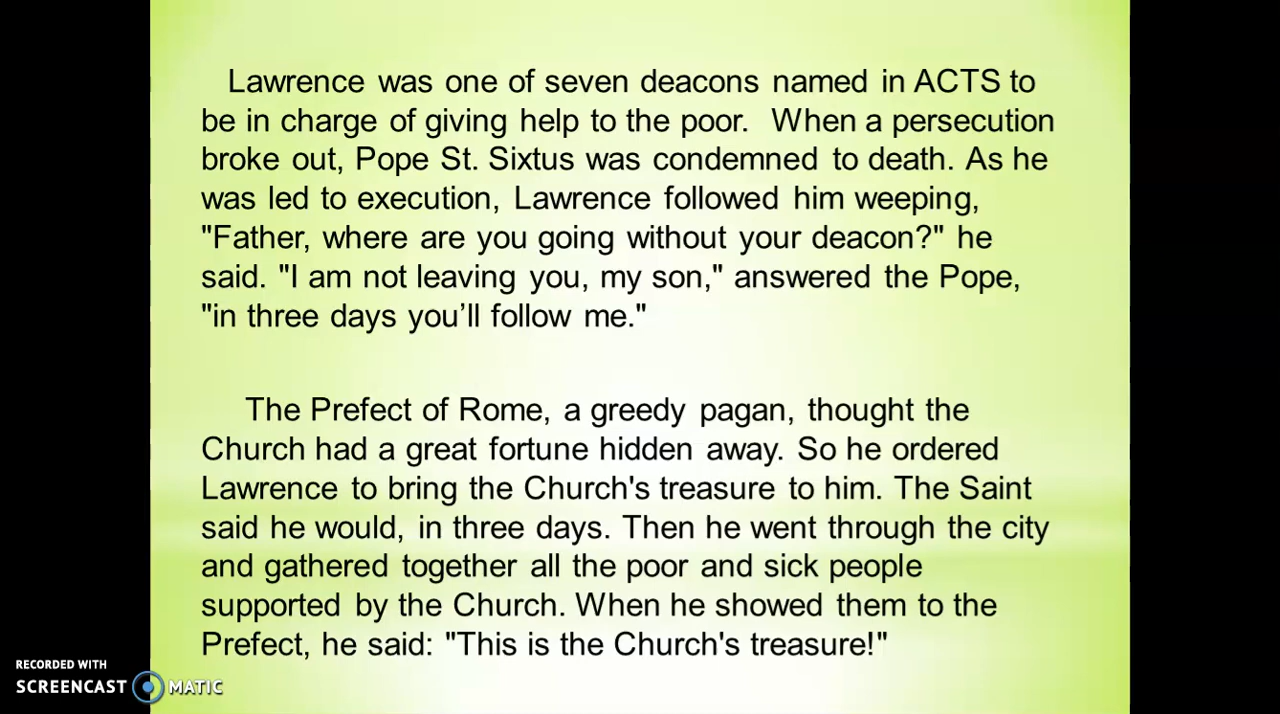 Lawrence was one of seven deacons named in ACTS to
be in charge of giving help to the poor.  When a persecution
broke out, Pope St. Sixtus was condemned to death. As he
was led to execution, Lawrence followed him weeping,
"Father, where are you going without your deacon?" he
said. "I am not leaving you, my son," answered the Pope,
"in three days you’ll follow me."
The Prefect of Rome, a greedy pagan, thought the
Church had a great fortune hidden away. So he ordered
Lawrence to bring the Church's treasure to him. The Saint
said he would, in three days. Then he went through the city
and gathered together all the poor and sick people
supported by the Church. When he showed them to the
Prefect, he said: "This is the Church's treasure!"
RECORDED WITH
SCREENCAST MATIC